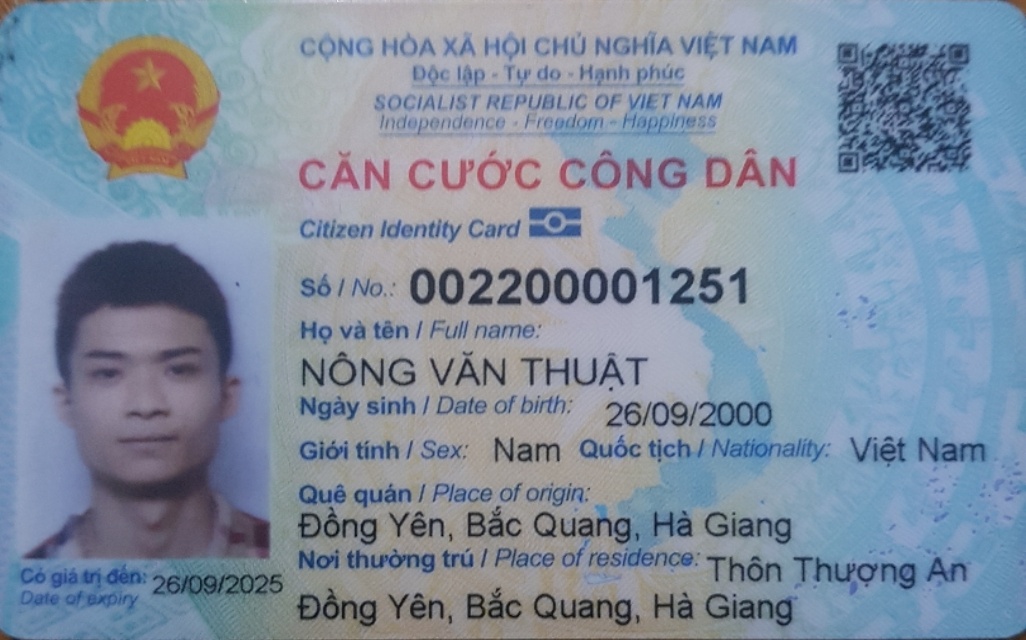 CỘNG HÒA XÃ HỘI CHỦ NGHĨA VIỆT NAM
Độc lập - Tự do - Hạnh phúc
SOCIALIST REPUBLIC OF VIET NAM
Independence - Freedom - Happiness
CĂN CƯỚC CÔNG DÂN
Citizen Identity Card
Số / No.: 002200001251
Họ và tên / Full name:
NÔNG VĂN THUẬT
Ngày sinh / Date of birth: 26/09/2000
Giới tính / Sex: Nam Quốc tịch / Nationality: Việt Nam
Quê quán / Place of origin:
Đồng Yên, Bắc Quang, Hà Giang
Nơi thường trú / Place of residence: Thôn Thượng An
Đồng Yên, Bắc Quang, Hà Giang
Có giá trị đến: 26/09/2025
Date of expiry